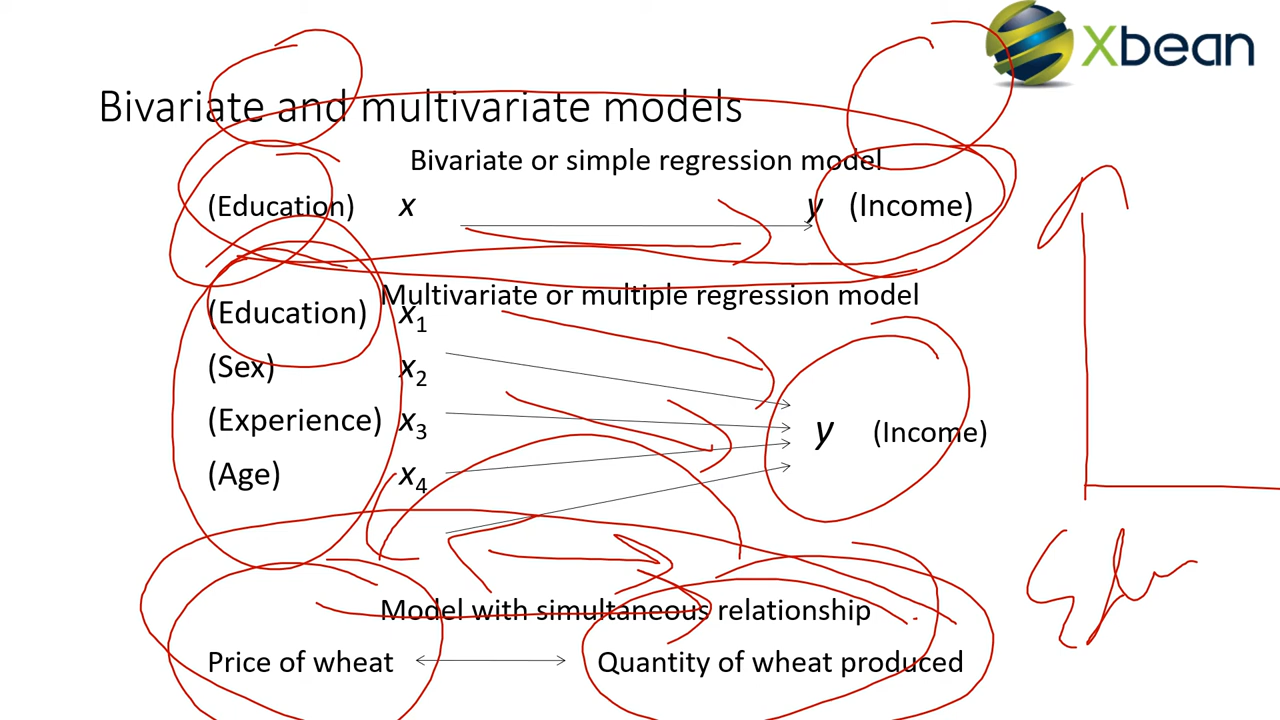 Xbean
Bivariate and multivariate models
Bivariate or simple regression model
(Education) x y (Income)
Multivariate or multiple regression model
(Education) x₁
(Sex) x₂
(Experience) x₃
y (Income)
(Age) x₄
Model with simultaneous relationship
Price of wheat Quantity of wheat produced